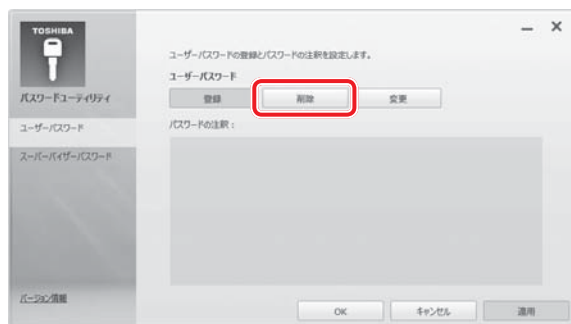 TOSHIBA
パスワードユーティリティ
ユーザーパスワード
スーパーバイザーパスワード
バージョン情報
ユーザーパスワードの登録とパスワードの注釈を設定します。
ユーザーパスワード
登録 削除 変更
パスワードの注釈：
OK キャンセル 適用